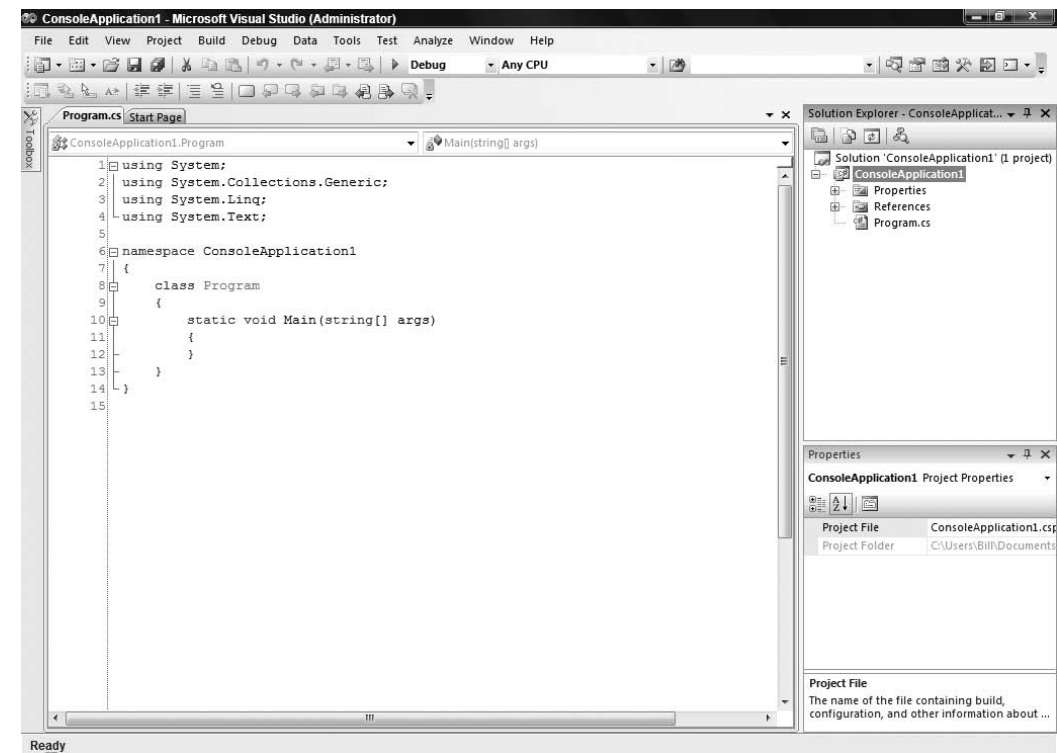 ConsoleApplication1 - Microsoft Visual Studio (Administrator)
File Edit View Project Build Debug Data Tools Test Analyze Window Help
Debug Any CPU
Toolbox
Program.cs Start Page
ConsoleApplication1.Program Main(string[] args)
1 using System;
2 using System.Collections.Generic;
3 using System.Linq;
4 using System.Text;
5
6 namespace ConsoleApplication1
7 {
8 class Program
9 {
10 static void Main(string[] args)
11 {
12 }
13 }
14 }
15
Solution Explorer - ConsoleApplicat...
Solution 'ConsoleApplication1' (1 project)
ConsoleApplication1
Properties
References
Program.cs
Properties
ConsoleApplication1 Project Properties
Project File ConsoleApplication1.csp
Project Folder C:\Users\Bill\Documents
Project File
The name of the file containing build,
configuration, and other information about ...
Ready